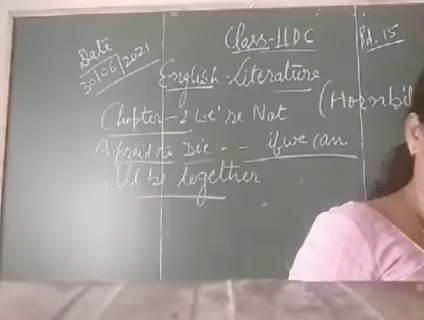 Date
30/06/2021
Class-11DC
Pd. 15
English Literature
Chapter-2 We're Not
(Hornbil
Afraid to Die -- if we can
All be together